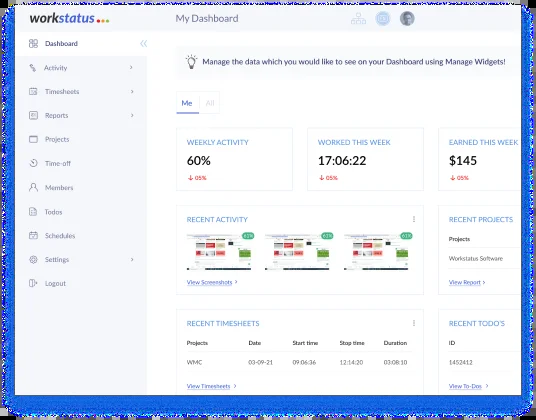 workstatus
My Dashboard
Dashboard
Activity
Timesheets
Reports
Projects
Time-off
Members
Todos
Schedules
Settings
Logout
Manage the data which you would like to see on your Dashboard using Manage Widgets!
Me All
WEEKLY ACTIVITY
60%
05%
WORKED THIS WEEK
17:06:22
05%
EARNED THIS WEEK
$145
05%
RECENT ACTIVITY
61% 61% 61%
View Screenshots
RECENT PROJECTS
Projects
Workstatus Software
View Report
RECENT TIMESHEETS
Projects Date Start time Stop time Duration
WMC 03-09-21 09:06:36 12:14:20 03:08:10
View Timesheets
RECENT TODO'S
ID
1452412
View To-Dos